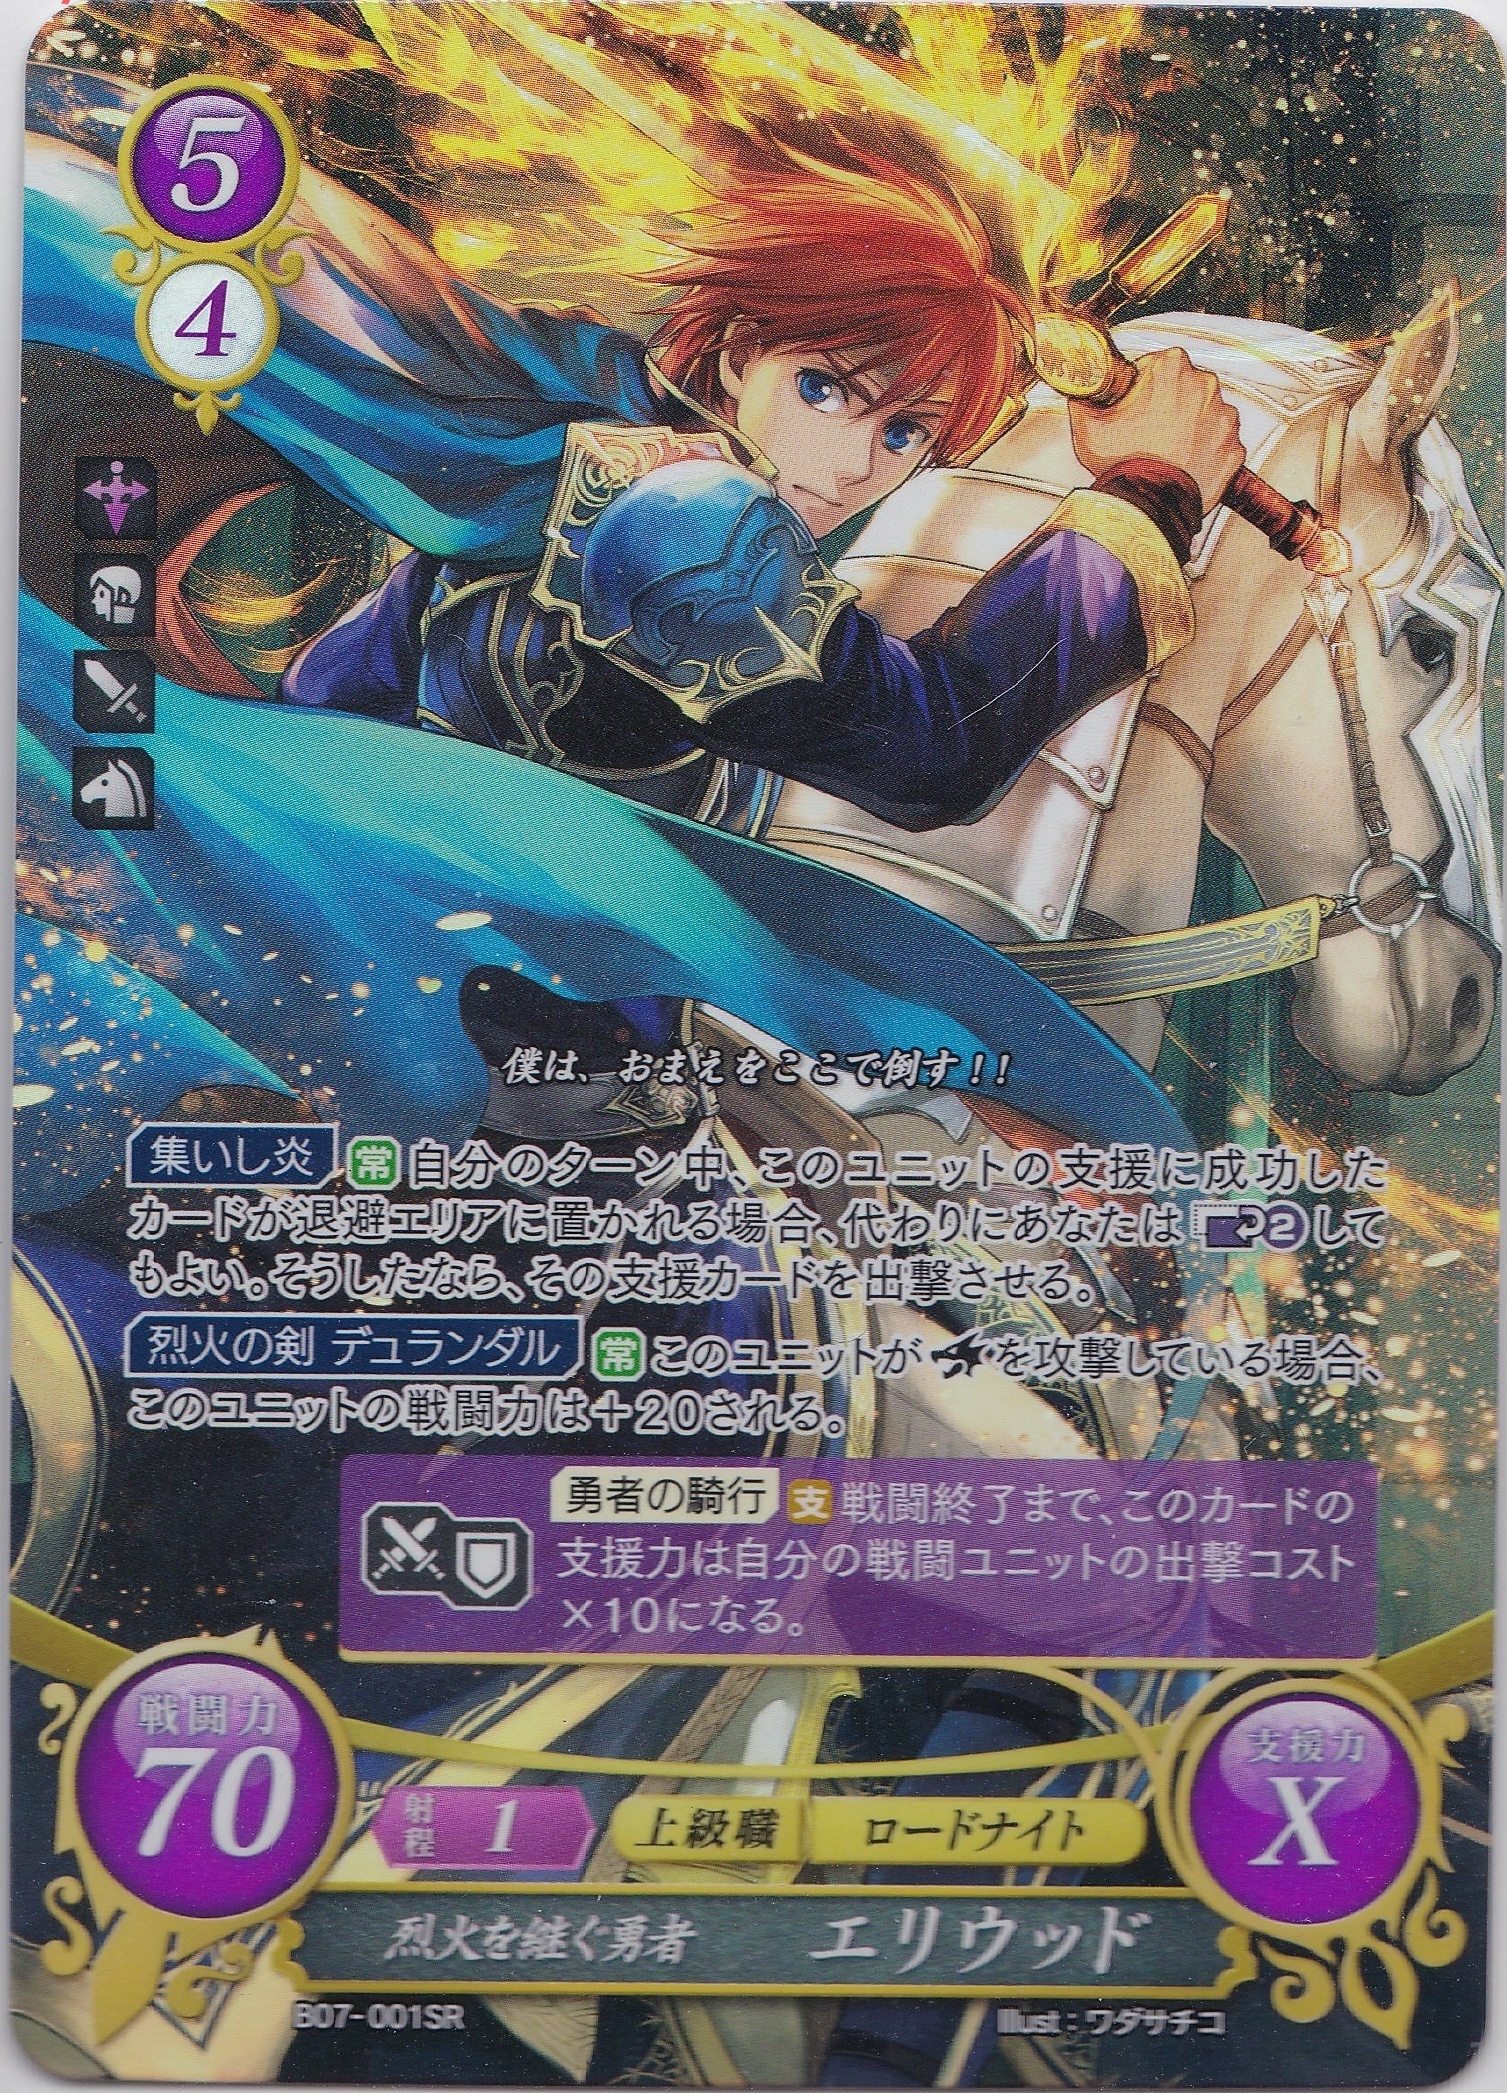 5
4
僕は、おまえをここで倒す!!
集いし炎 常 自分のターン中、このユニットの支援に成功した
カードが退避エリアに置かれる場合、代わりにあなたは 2 して
もよい。そうしたなら、その支援カードを出撃させる。
烈火の剣 デュランダル 常 このユニットが を攻撃している場合、
このユニットの戦闘力は+20される。
勇者の騎行 支 戦闘終了まで、このカードの
支援力は自分の戦闘ユニットの出撃コスト
×10になる。
戦闘力
70
射程 1
上級職 ロードナイト
支援力
X
烈火を継ぐ勇者 エリウッド
B07-001SR
Illust:ワダサチコ